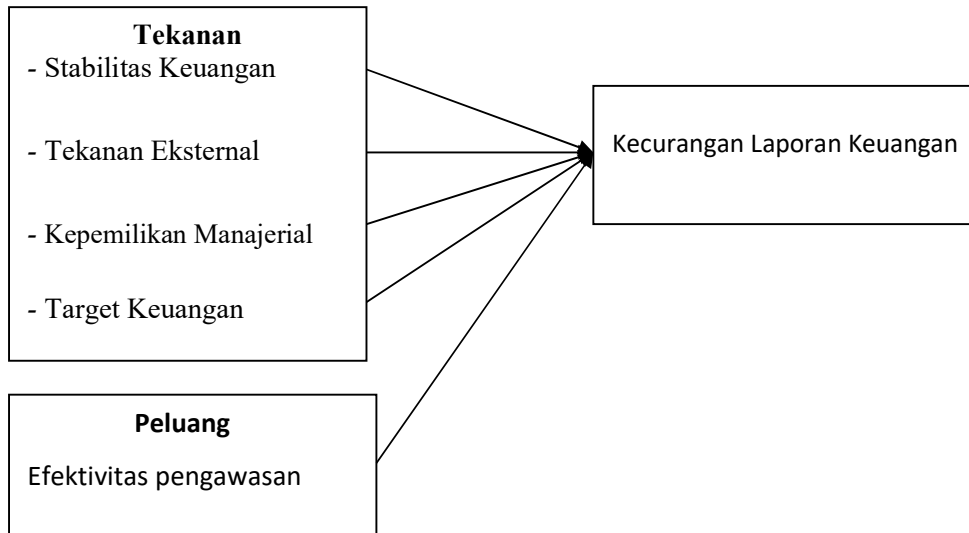 Tekanan
- Stabilitas Keuangan
- Tekanan Eksternal
- Kepemilikan Manajerial
- Target Keuangan
Kecurangan Laporan Keuangan
Peluang
Efektivitas pengawasan